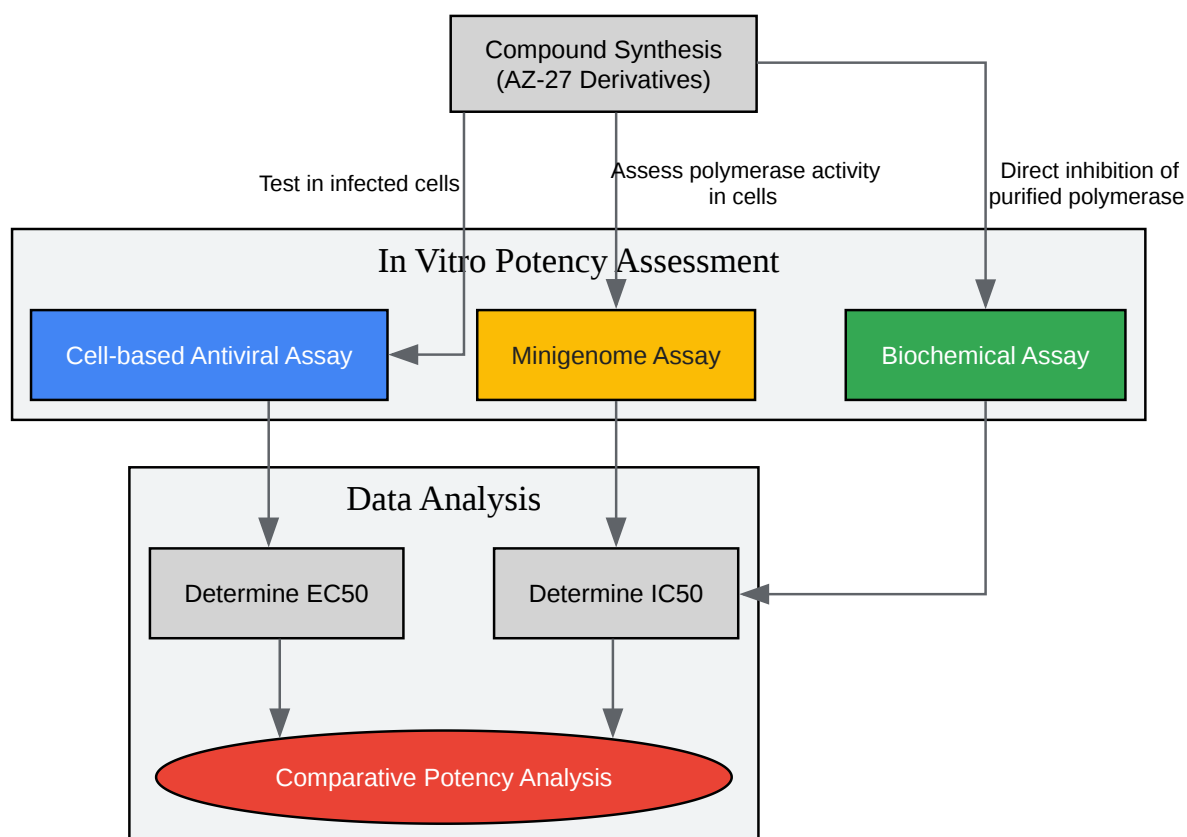 Compound Synthesis
(AZ-27 Derivatives)
Test in infected cells
Assess polymerase activity
in cells
Direct inhibition of
purified polymerase
In Vitro Potency Assessment
Cell-based Antiviral Assay
Minigenome Assay
Biochemical Assay
Data Analysis
Determine EC50
Determine IC50
Comparative Potency Analysis